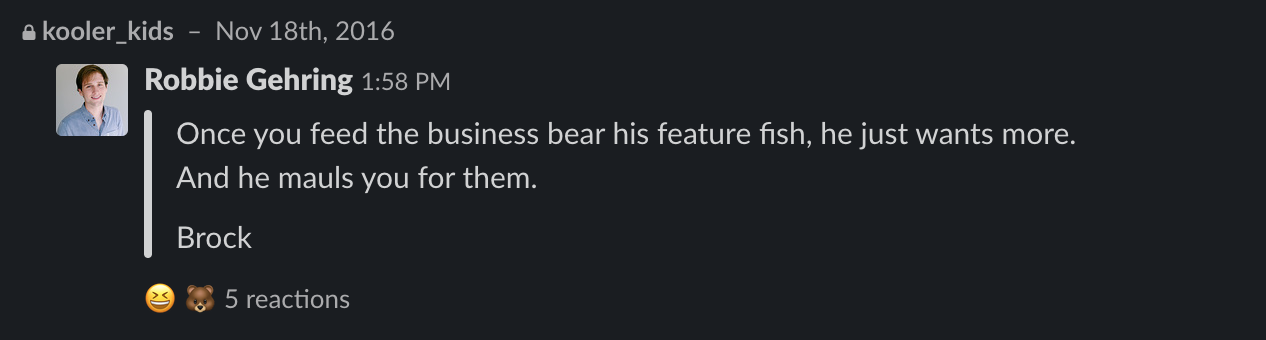 kooler_kids – Nov 18th, 2016
Robbie Gehring 1:58 PM
Once you feed the business bear his feature fish, he just wants more.
And he mauls you for them.
Brock
5 reactions